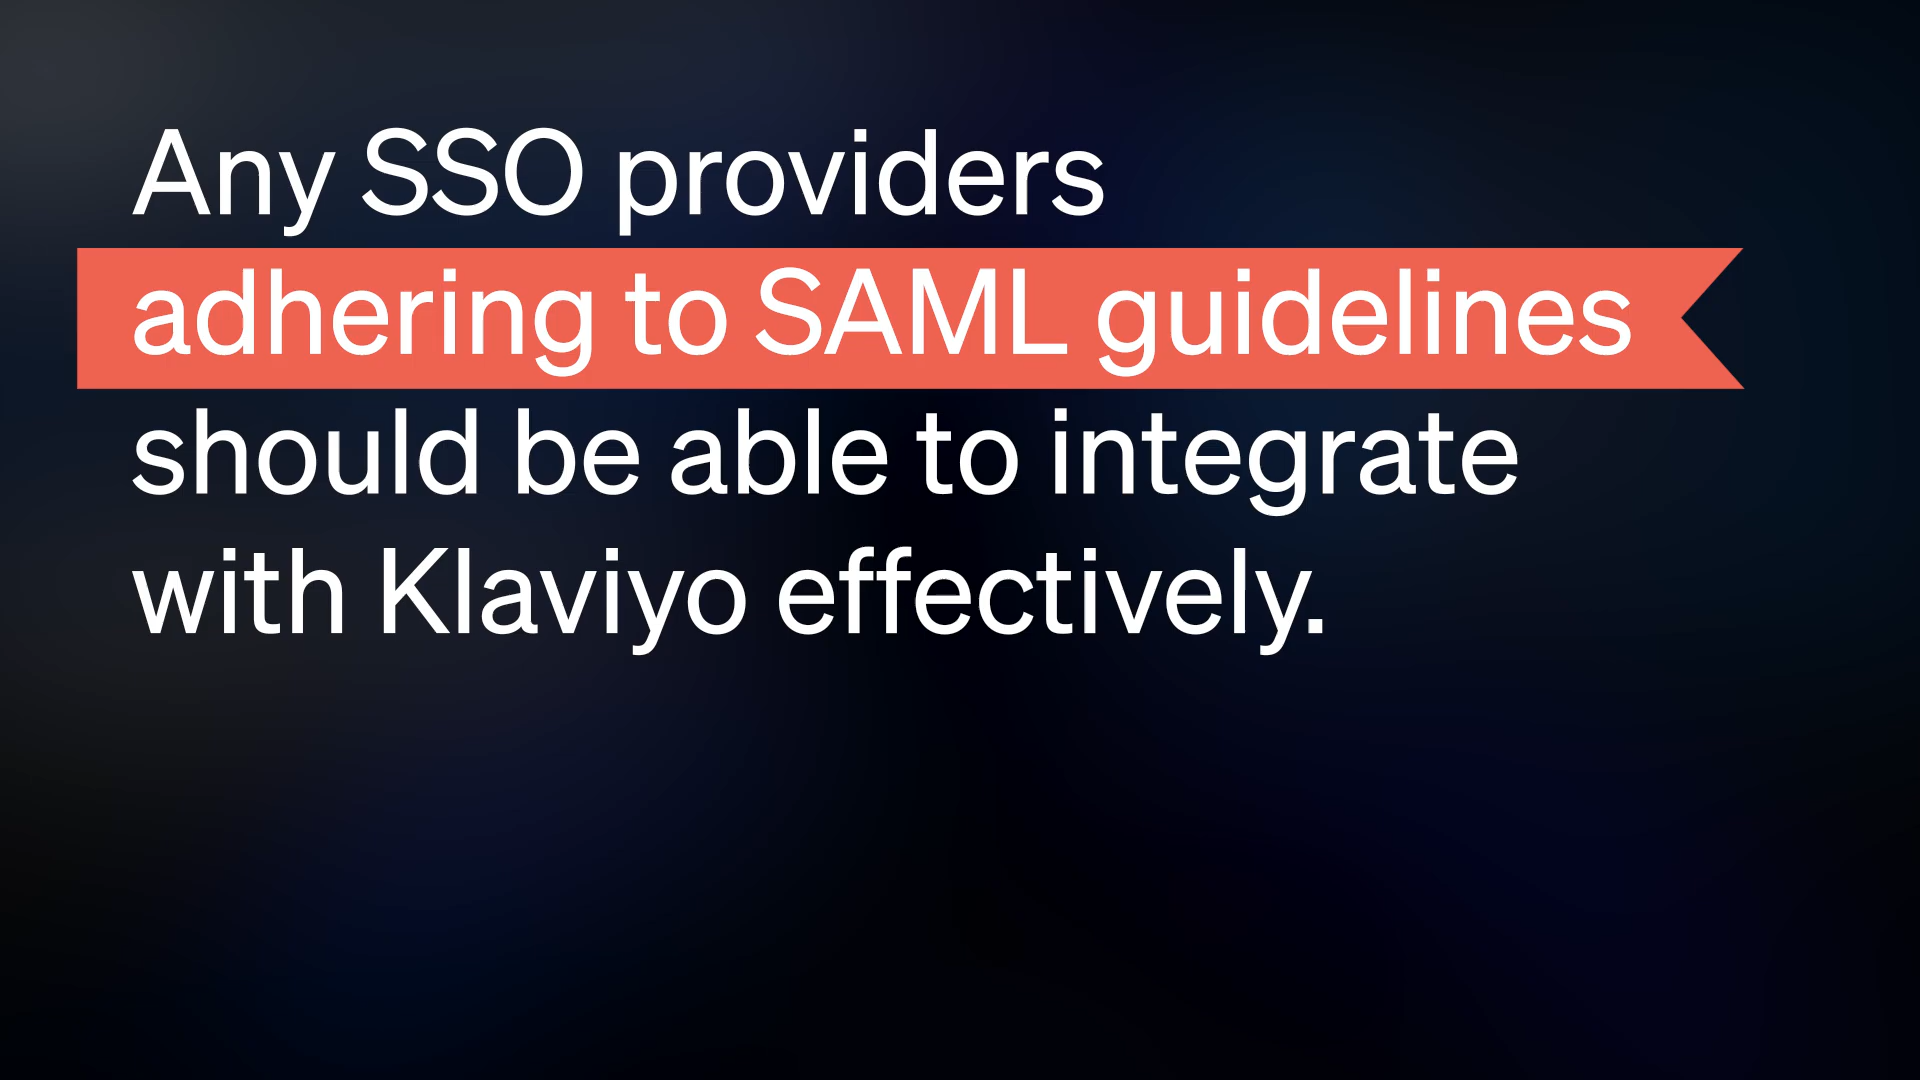 Any SSO providers
adhering to SAML guidelines
should be able to integrate
with Klaviyo effectively.